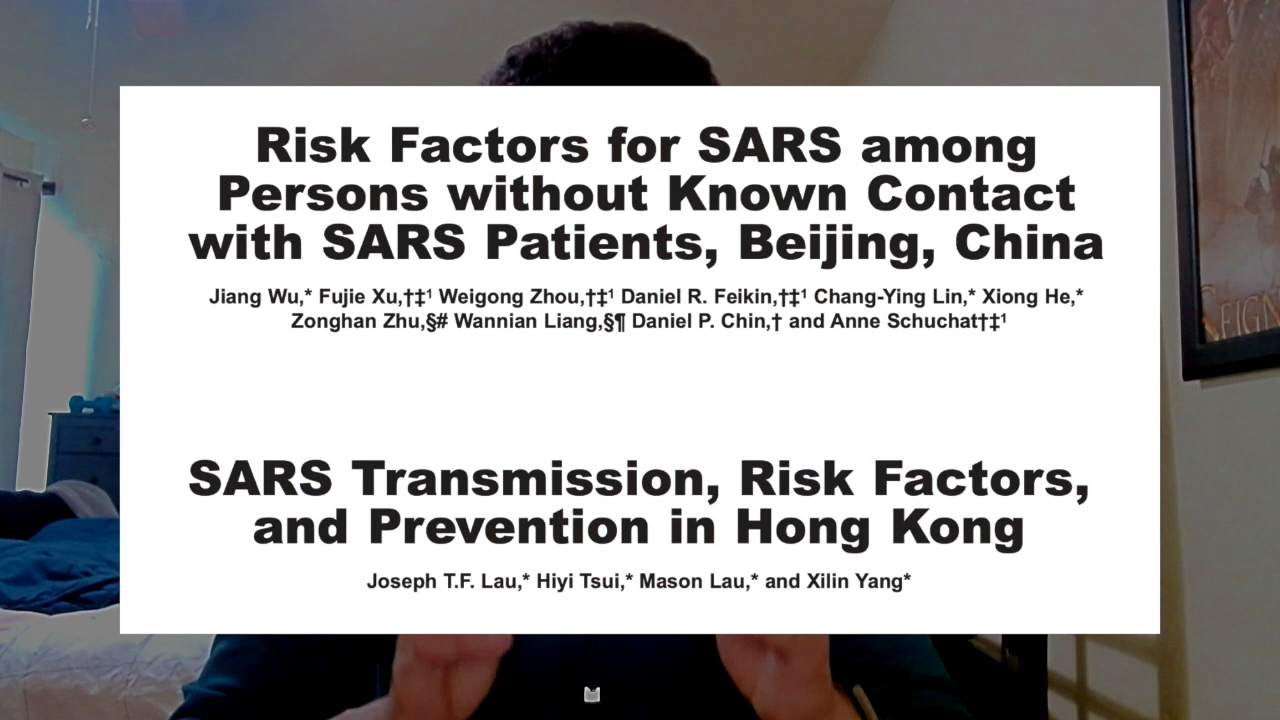 Risk Factors for SARS among
Persons without Known Contact
with SARS Patients, Beijing, China
Jiang Wu,* Fujie Xu,†‡¹ Weigong Zhou,†‡¹ Daniel R. Feikin,†‡¹ Chang-Ying Lin,* Xiong He,*
Zonghan Zhu,§# Wannian Liang,§¶ Daniel P. Chin,† and Anne Schuchat†‡¹
SARS Transmission, Risk Factors,
and Prevention in Hong Kong
Joseph T.F. Lau,* Hiyi Tsui,* Mason Lau,* and Xilin Yang*